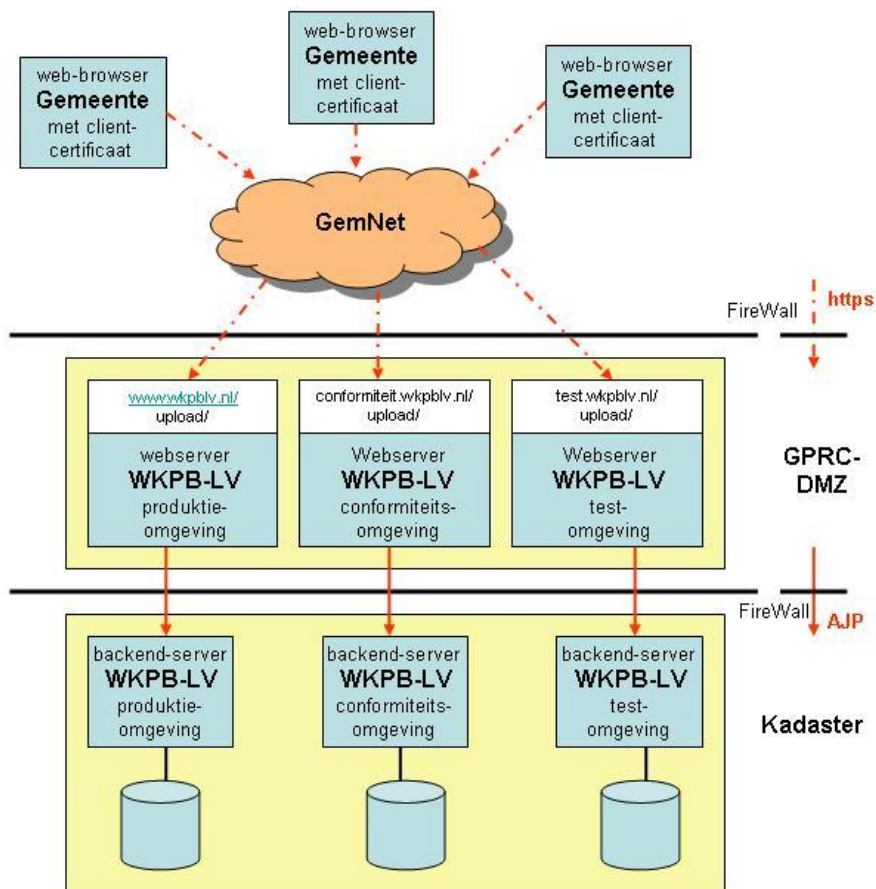 web-browser
Gemeente
met client-
certificaat
web-browser
Gemeente
met client-
certificaat
web-browser
Gemeente
met client-
certificaat
GemNet
FireWall
https
www.wkpblv.nl/
upload/
webserver
WKPB-LV
produktie-
omgeving
conformiteit.wkpblv.nl/
upload/
Webserver
WKPB-LV
conformiteits-
omgeving
test.wkpblv.nl/
upload/
Webserver
WKPB-LV
test-
omgeving
GPRC-
DMZ
FireWall
AJP
backend-server
WKPB-LV
produktie-
omgeving
backend-server
WKPB-LV
conformiteits-
omgeving
backend-server
WKPB-LV
test-
omgeving
Kadaster